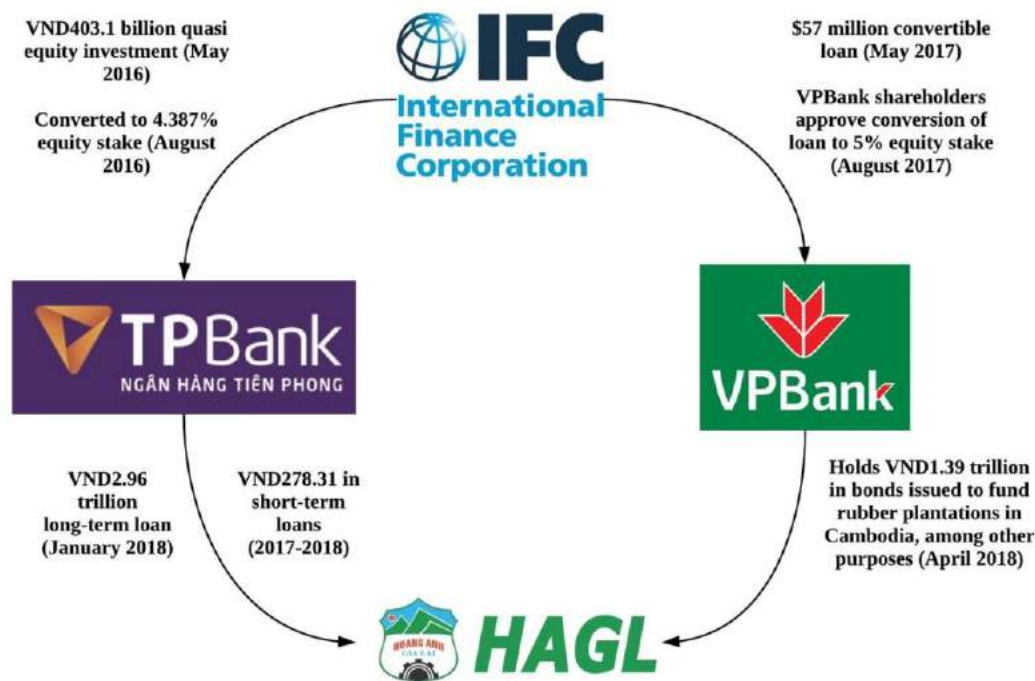 VND403.1 billion quasi
equity investment (May
2016)
Converted to 4.387%
equity stake (August
2016)
IFC
International
Finance
Corporation
$57 million convertible
loan (May 2017)
VPBank shareholders
approve conversion of
loan to 5% equity stake
(August 2017)
TPBank
NGÂN HÀNG TIÊN PHONG
VPBank
VND2.96
trillion
long-term loan
(January 2018)
VND278.31 in
short-term
loans
(2017-2018)
Holds VND1.39 trillion
in bonds issued to fund
rubber plantations in
Cambodia, among other
purposes (April 2018)
HOANG ANH
GIA LAI
HAGL